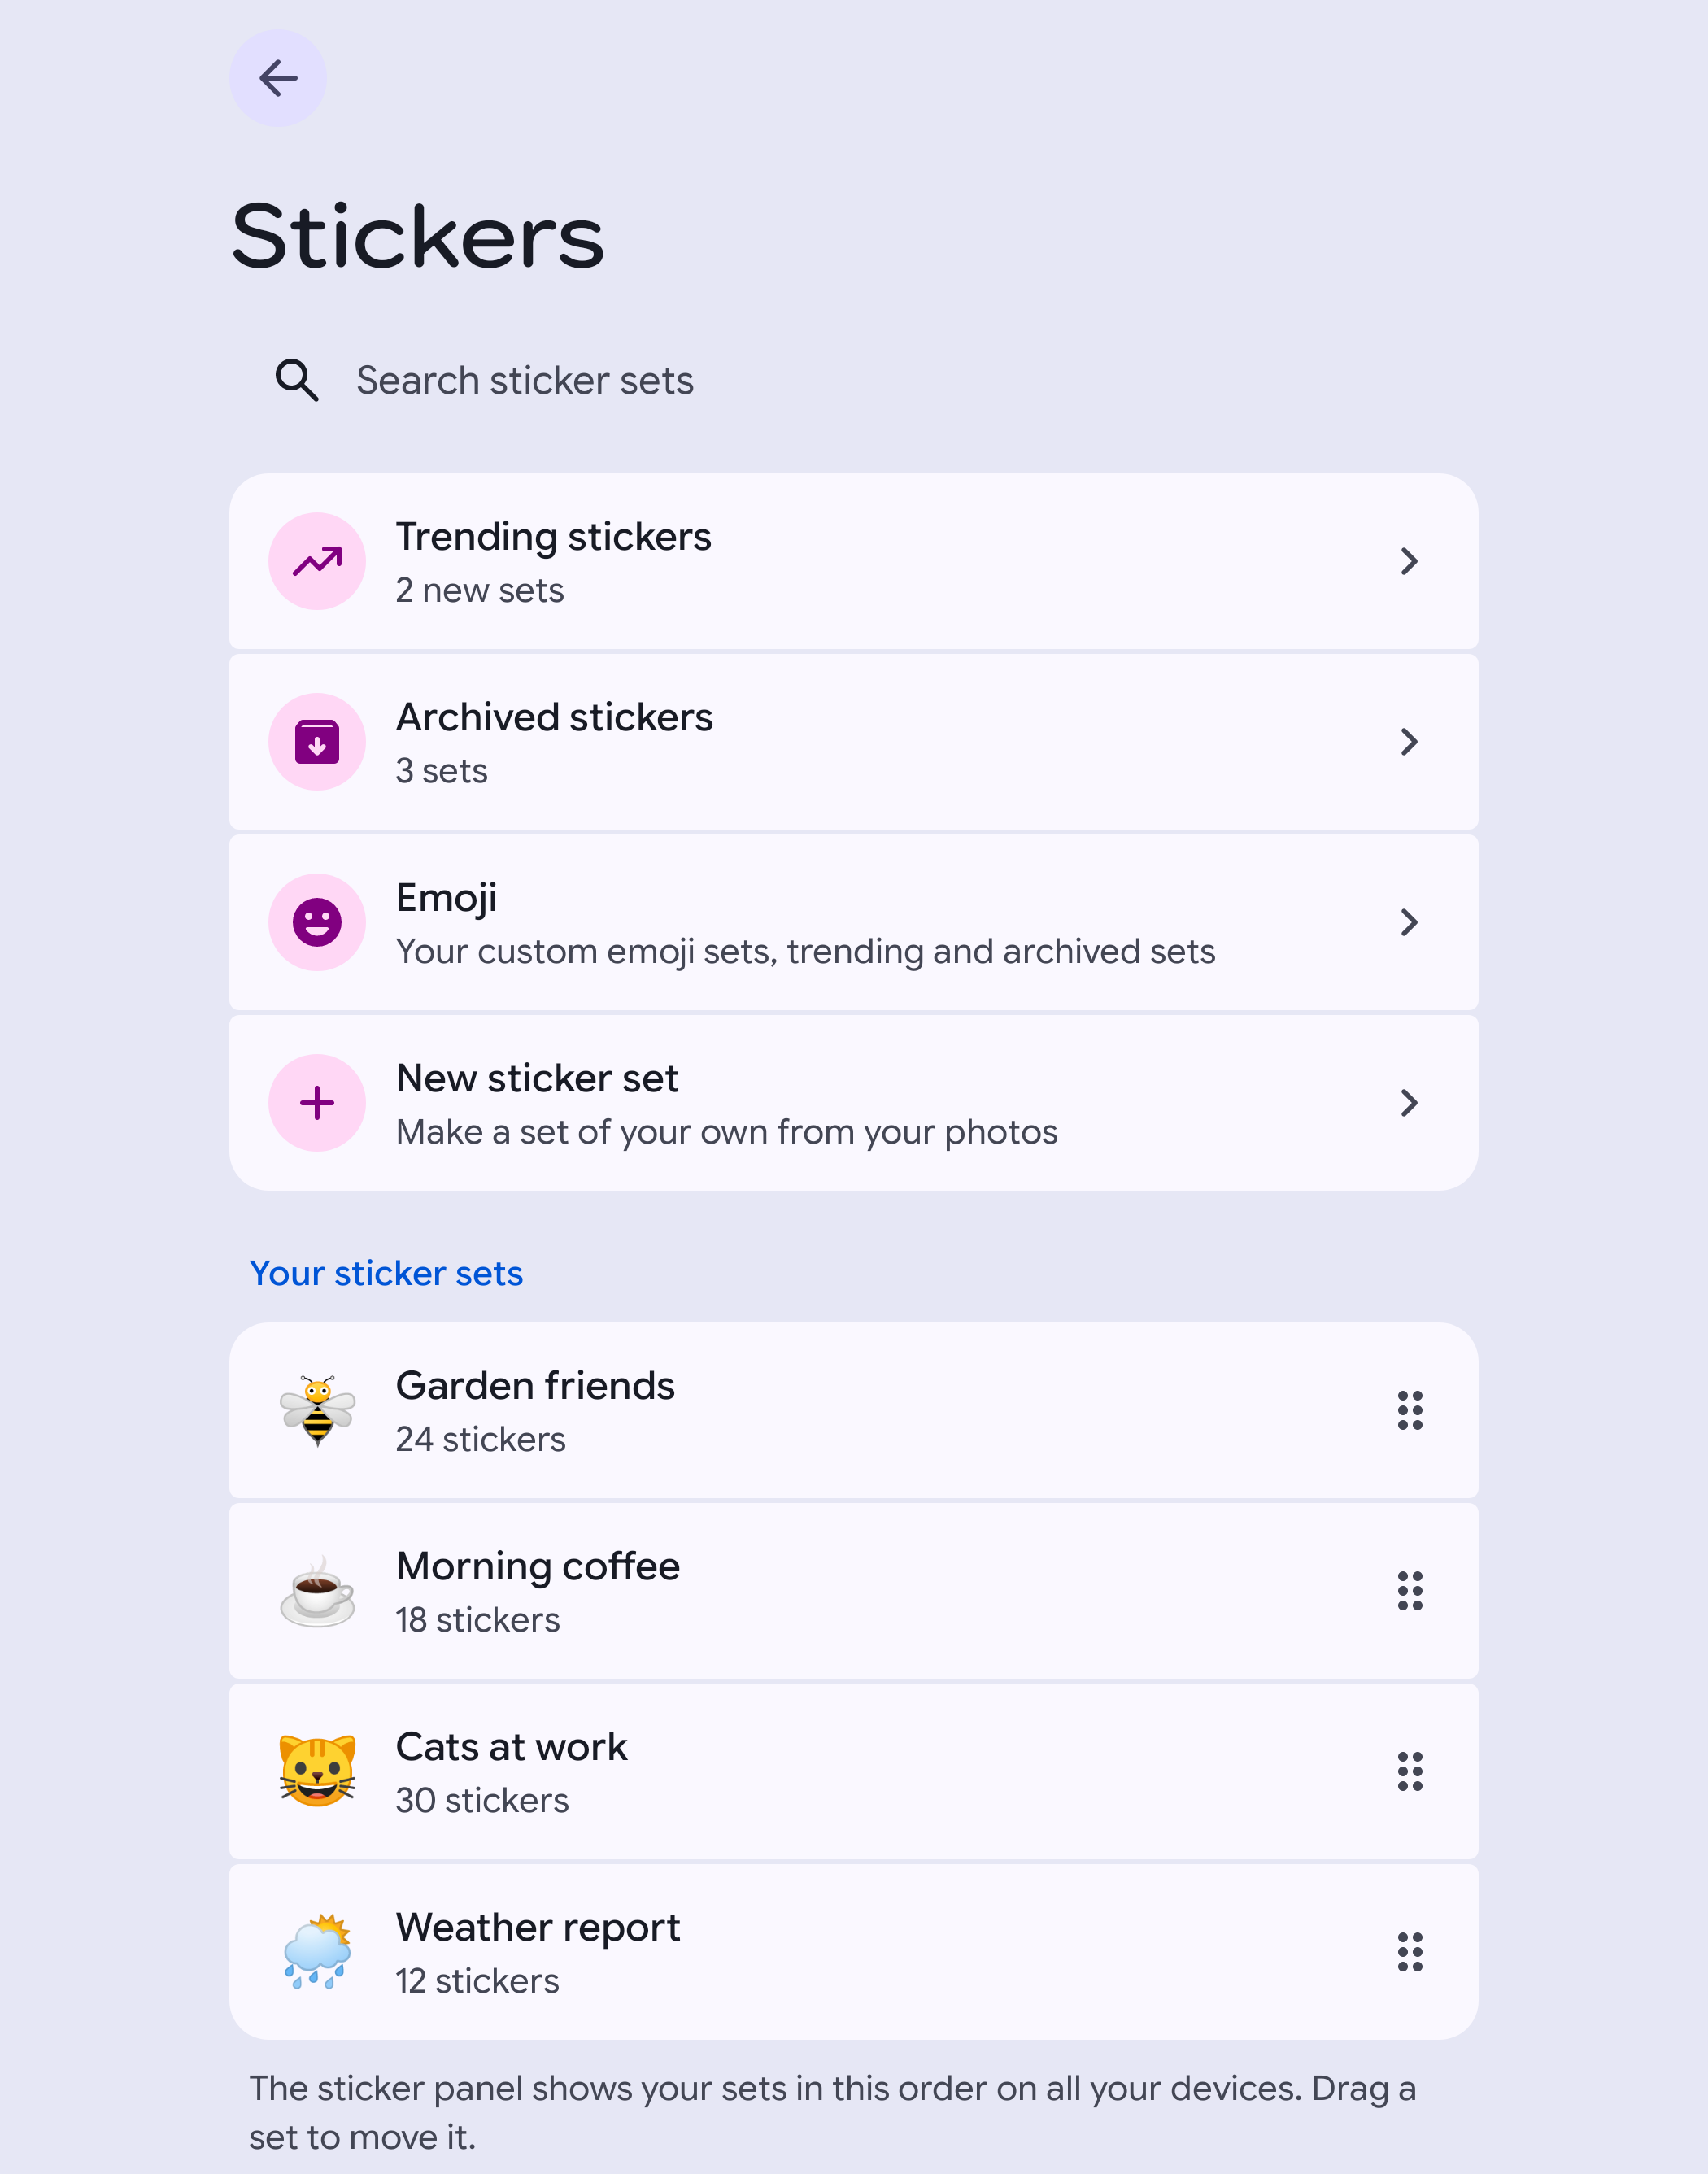 Stickers
Search sticker sets
Trending stickers
2 new sets
Archived stickers
3 sets
Emoji
Your custom emoji sets, trending and archived sets
New sticker set
Make a set of your own from your photos
Your sticker sets
Garden friends
24 stickers
Morning coffee
18 stickers
Cats at work
30 stickers
Weather report
12 stickers
The sticker panel shows your sets in this order on all your devices. Drag a
set to move it.